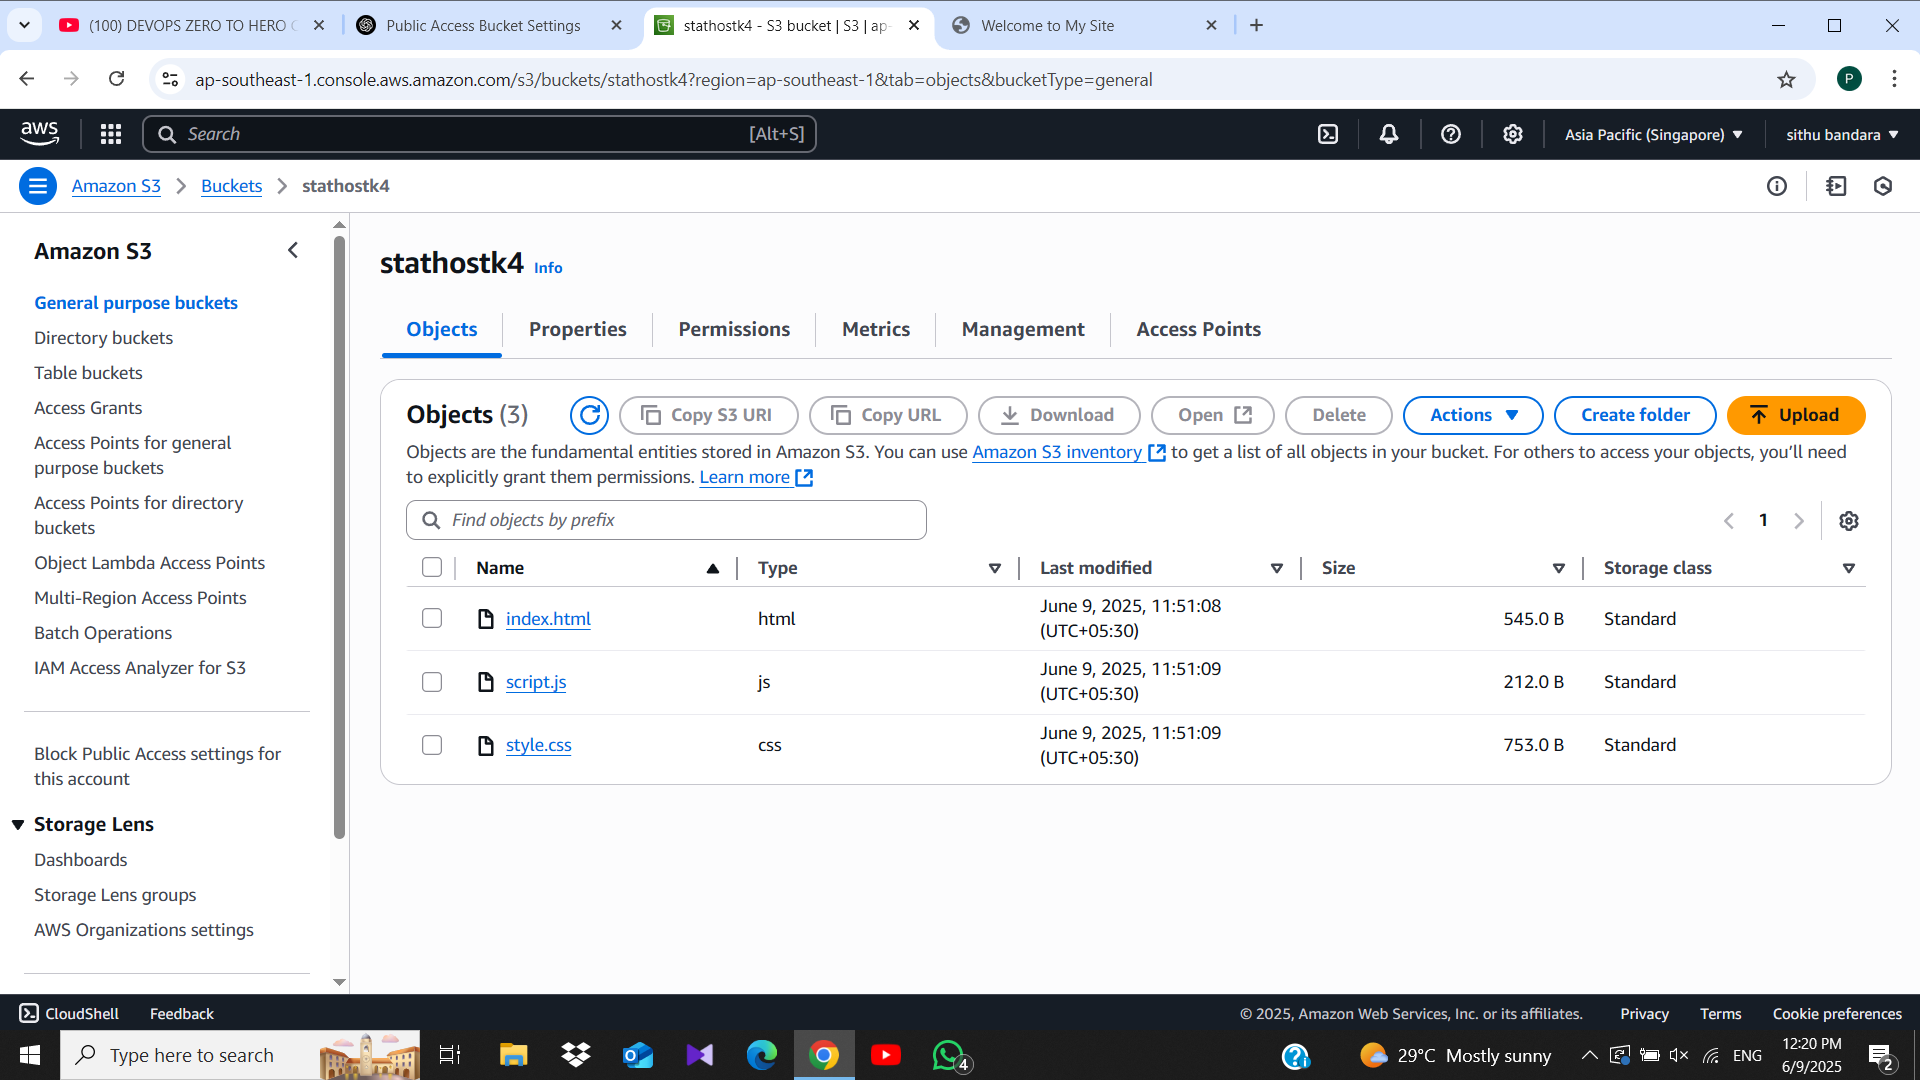 (100) DEVOPS ZERO TO HERO
Public Access Bucket Settings
stathostk4 - S3 bucket | S3 | ap-
Welcome to My Site
ap-southeast-1.console.aws.amazon.com/s3/buckets/stathostk4?region=ap-southeast-1&tab=objects&bucketType=general
P
aws
Search
[Alt+S]
Asia Pacific (Singapore)
sithu bandara
Amazon S3
Buckets
stathostk4
Amazon S3
General purpose buckets
Directory buckets
Table buckets
Access Grants
Access Points for general
purpose buckets
Access Points for directory
buckets
Object Lambda Access Points
Multi-Region Access Points
Batch Operations
IAM Access Analyzer for S3
Block Public Access settings for
this account
Storage Lens
Dashboards
Storage Lens groups
AWS Organizations settings
stathostk4 Info
Objects
Properties
Permissions
Metrics
Management
Access Points
Objects (3)
Copy S3 URI
Copy URL
Download
Open
Delete
Actions
Create folder
Upload
Objects are the fundamental entities stored in Amazon S3. You can use Amazon S3 inventory to get a list of all objects in your bucket. For others to access your objects, you’ll need
to explicitly grant them permissions. Learn more
Find objects by prefix
1
Name
Type
Last modified
Size
Storage class
index.html
html
June 9, 2025, 11:51:08
(UTC+05:30)
545.0 B
Standard
script.js
js
June 9, 2025, 11:51:09
(UTC+05:30)
212.0 B
Standard
style.css
css
June 9, 2025, 11:51:09
(UTC+05:30)
753.0 B
Standard
CloudShell
Feedback
© 2025, Amazon Web Services, Inc. or its affiliates.
Privacy
Terms
Cookie preferences
Type here to search
4
29°C Mostly sunny
ENG
12:20 PM
6/9/2025
2